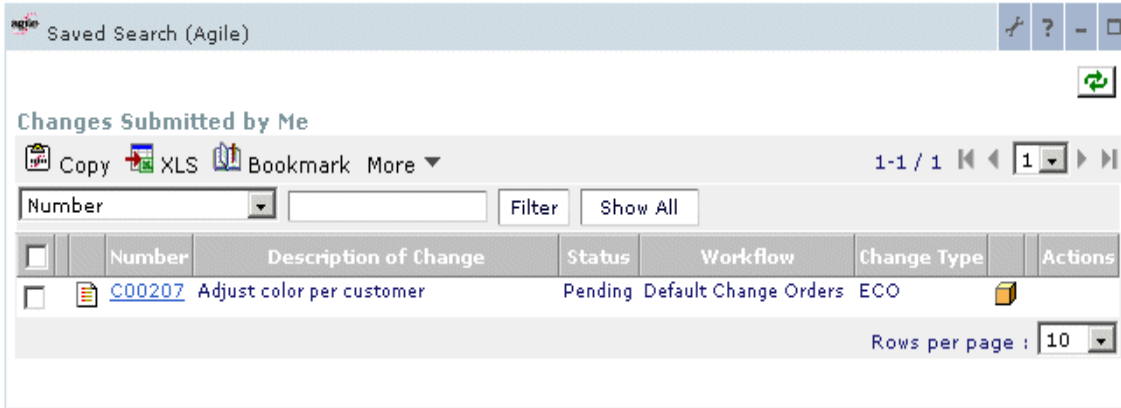 agile Saved Search (Agile) ?
Changes Submitted by Me
Copy XLS Bookmark More 1-1 / 1 1
Number Filter Show All
Number Description of Change Status Workflow Change Type Actions
C00207 Adjust color per customer Pending Default Change Orders ECO
Rows per page : 10